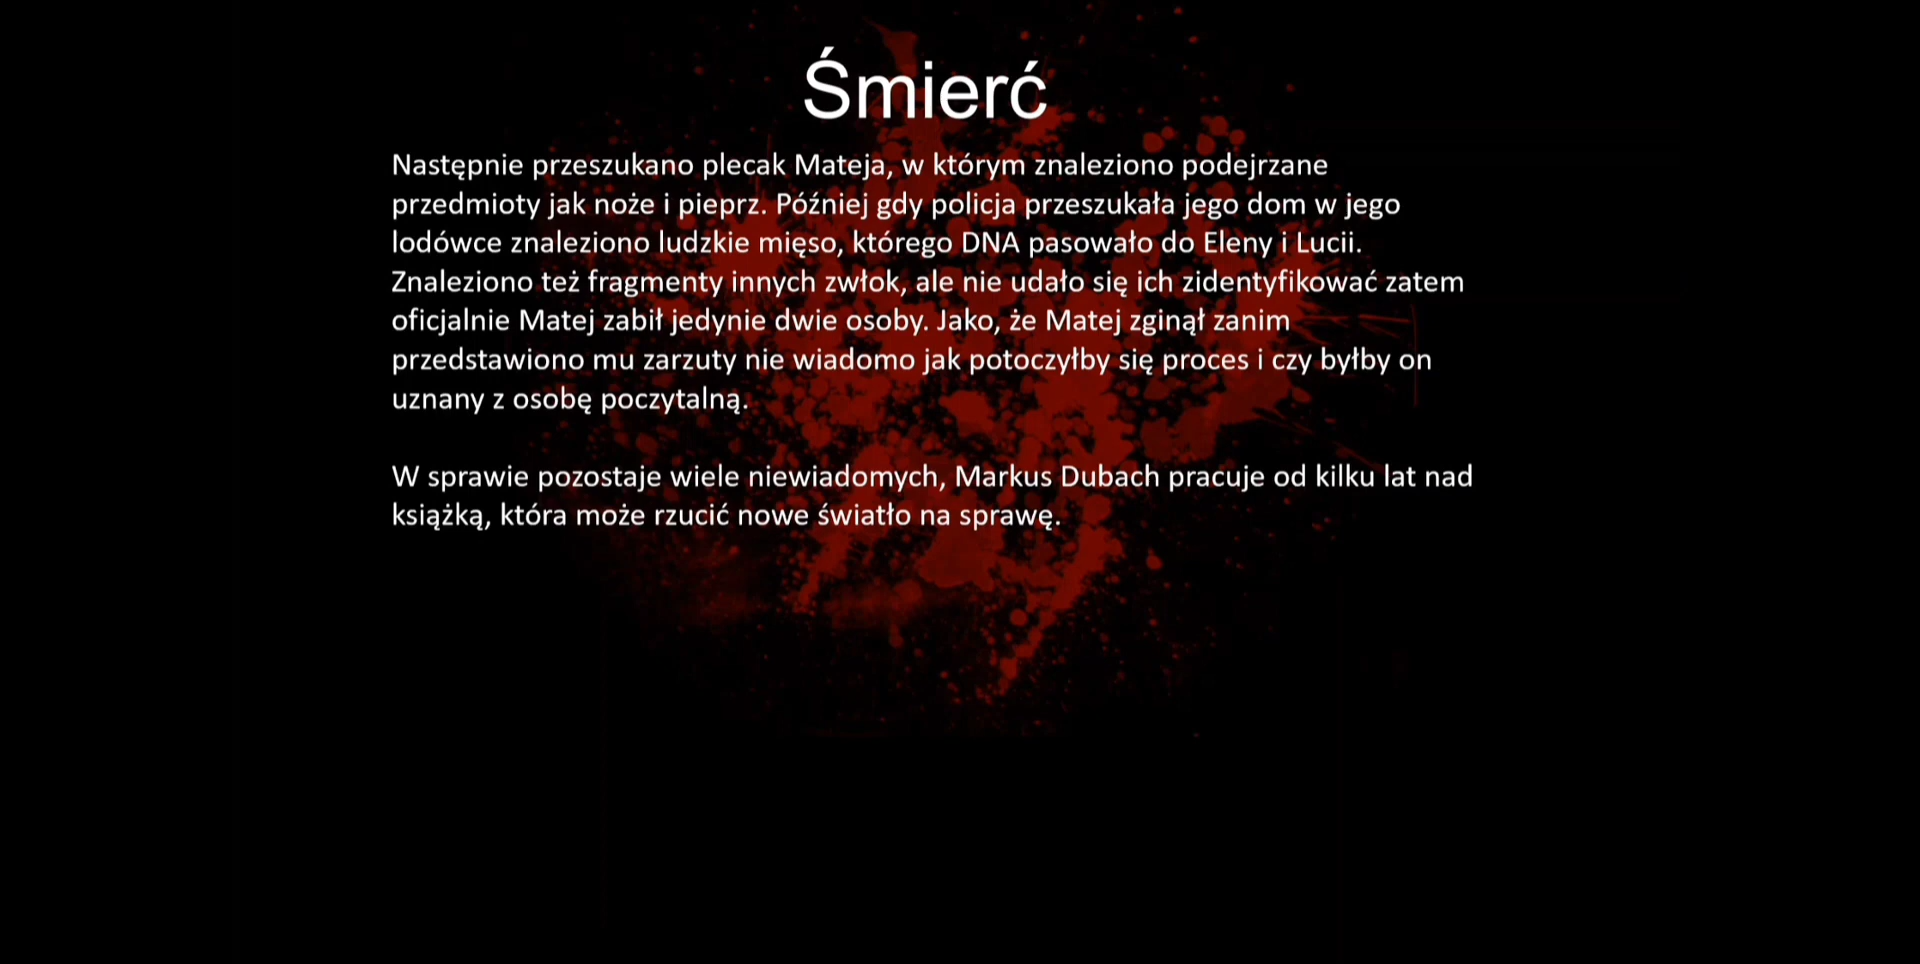 Śmierć
Następnie przeszukano plecak Mateja, w którym znaleziono podejrzane
przedmioty jak noże i pieprz. Później gdy policja przeszukała jego dom w jego
lodówce znaleziono ludzkie mięso, którego DNA pasowało do Eleny i Lucii.
Znaleziono też fragmenty innych zwłok, ale nie udało się ich zidentyfikować zatem
oficjalnie Matej zabił jedynie dwie osoby. Jako, że Matej zginął zanim
przedstawiono mu zarzuty nie wiadomo jak potoczyłby się proces i czy byłby on
uznany z osobę poczytalną.
W sprawie pozostaje wiele niewiadomych, Markus Dubach pracuje od kilku lat nad
książką, która może rzucić nowe światło na sprawę.